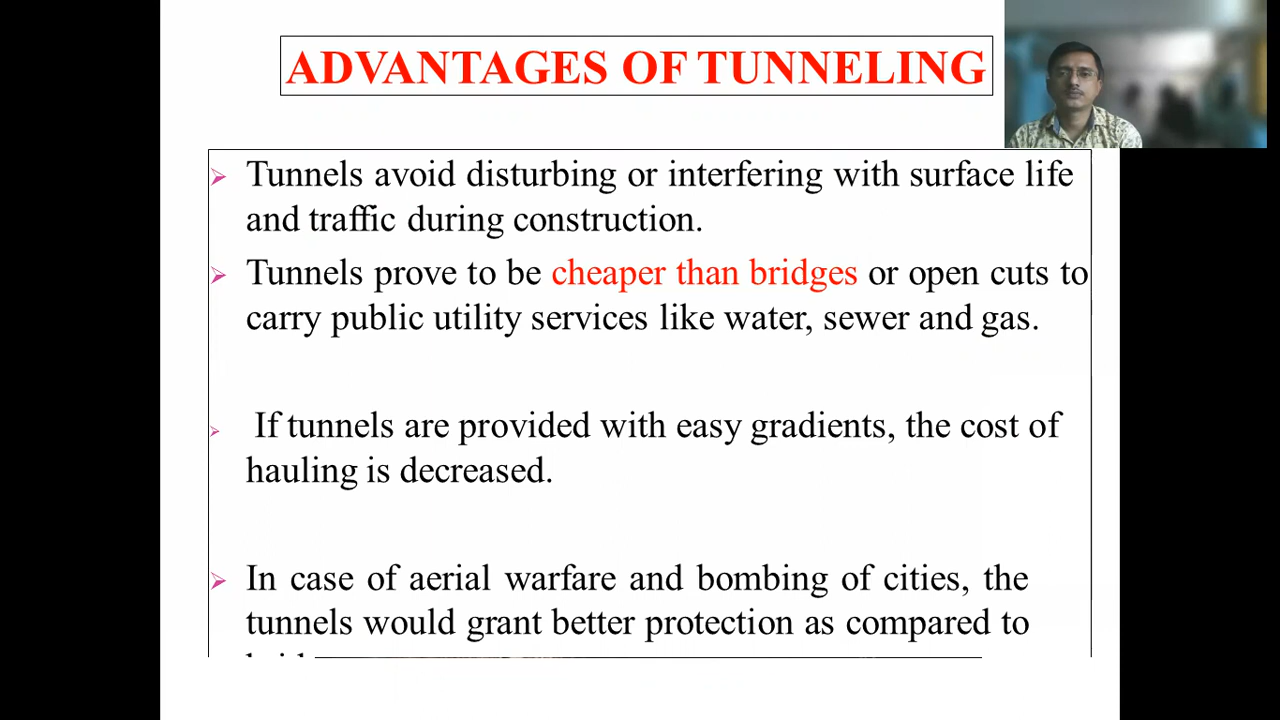 ADVANTAGES OF TUNNELING
Tunnels avoid disturbing or interfering with surface life
and traffic during construction.
Tunnels prove to be cheaper than bridges or open cuts to
carry public utility services like water, sewer and gas.
If tunnels are provided with easy gradients, the cost of
hauling is decreased.
In case of aerial warfare and bombing of cities, the
tunnels would grant better protection as compared to